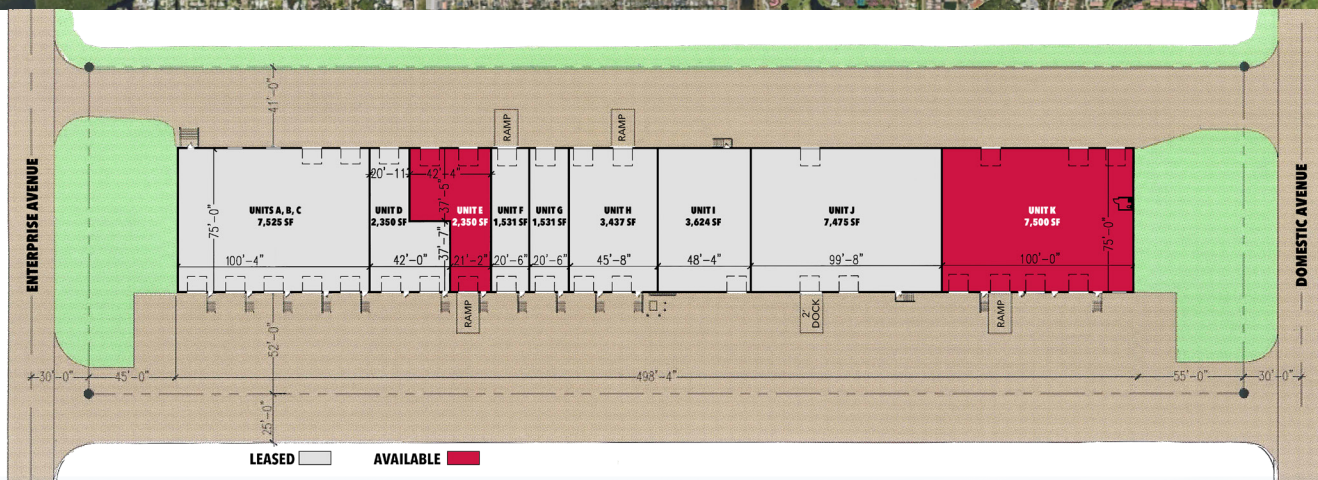 41'-0"
RAMP
RAMP
20'-11"
42'-4"
37'-5"
ENTERPRISE AVENUE
75'-0"
UNITS A, B, C
7,525 SF
UNIT D
2,350 SF
UNIT E
2,350 SF
UNIT F
1,531 SF
UNIT G
1,531 SF
UNIT H
3,437 SF
UNIT I
3,624 SF
UNIT J
7,475 SF
UNIT K
7,500 SF
75'-0"
DOMESTIC AVENUE
37'-7"
100'-4"
42'-0"
21'-2"
20'-6"
20'-6"
45'-8"
48'-4"
99'-8"
100'-0"
RAMP
2'
DOCK
RAMP
52'-0"
30'-0"
45'-0"
498'-4"
55'-0"
30'-0"
25'-0"
LEASED
AVAILABLE